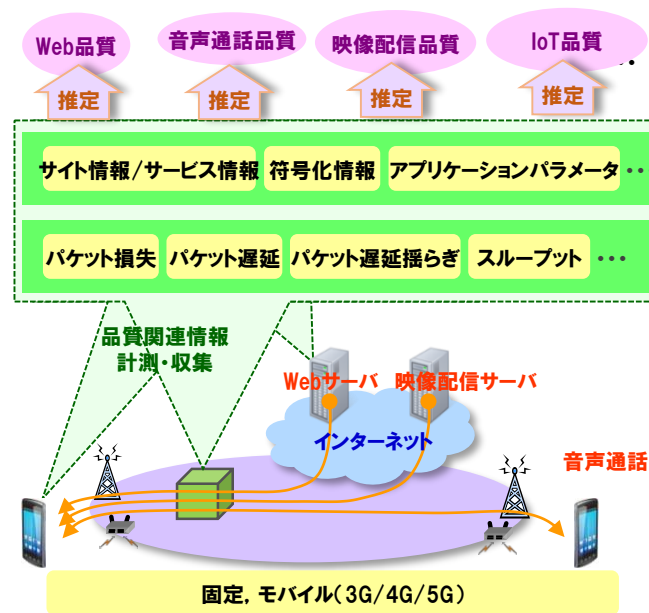 Web品質
音声通話品質
映像配信品質
IoT品質
・・
推定
推定
推定
推定
サイト情報/サービス情報
符号化情報
アプリケーションパラメータ
・・・
パケット損失
パケット遅延
パケット遅延揺らぎ
スループット
・・・
品質関連情報
計測・収集
Webサーバ
映像配信サーバ
インターネット
音声通話
固定, モバイル(3G/4G/5G)